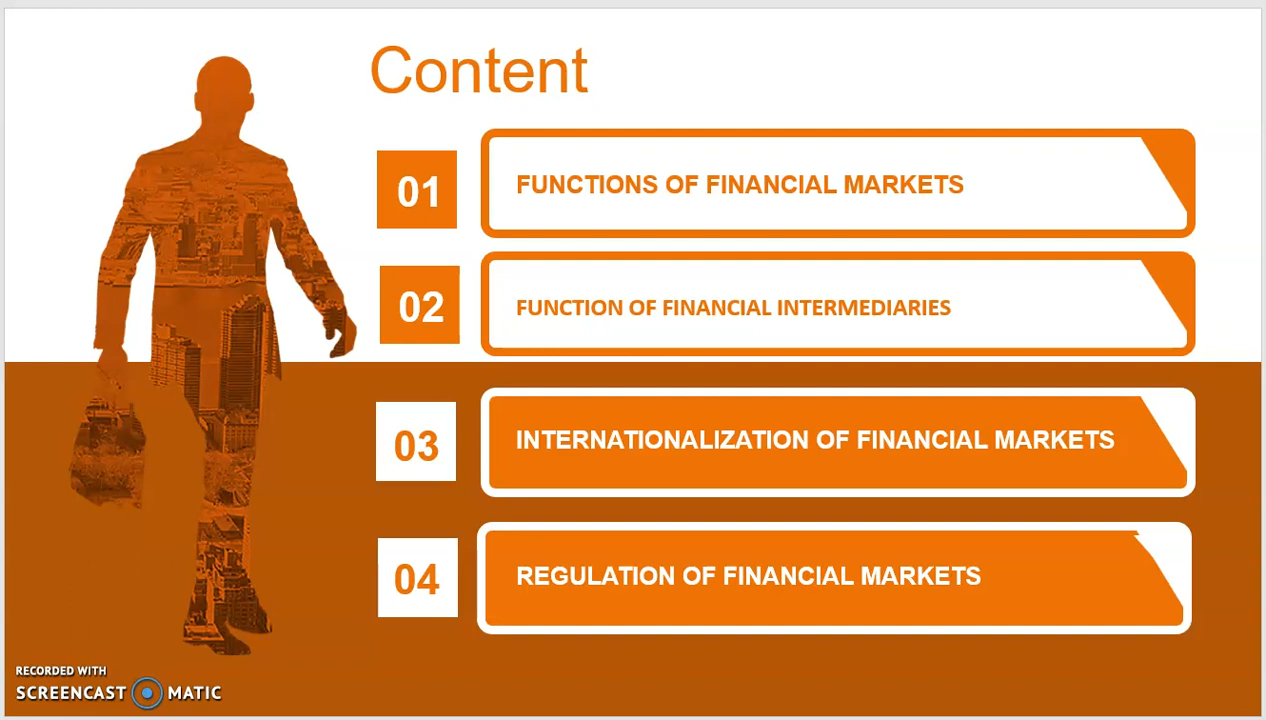 Content
01
FUNCTIONS OF FINANCIAL MARKETS
02
FUNCTION OF FINANCIAL INTERMEDIARIES
03
INTERNATIONALIZATION OF FINANCIAL MARKETS
04
REGULATION OF FINANCIAL MARKETS
RECORDED WITH
SCREENCAST MATIC